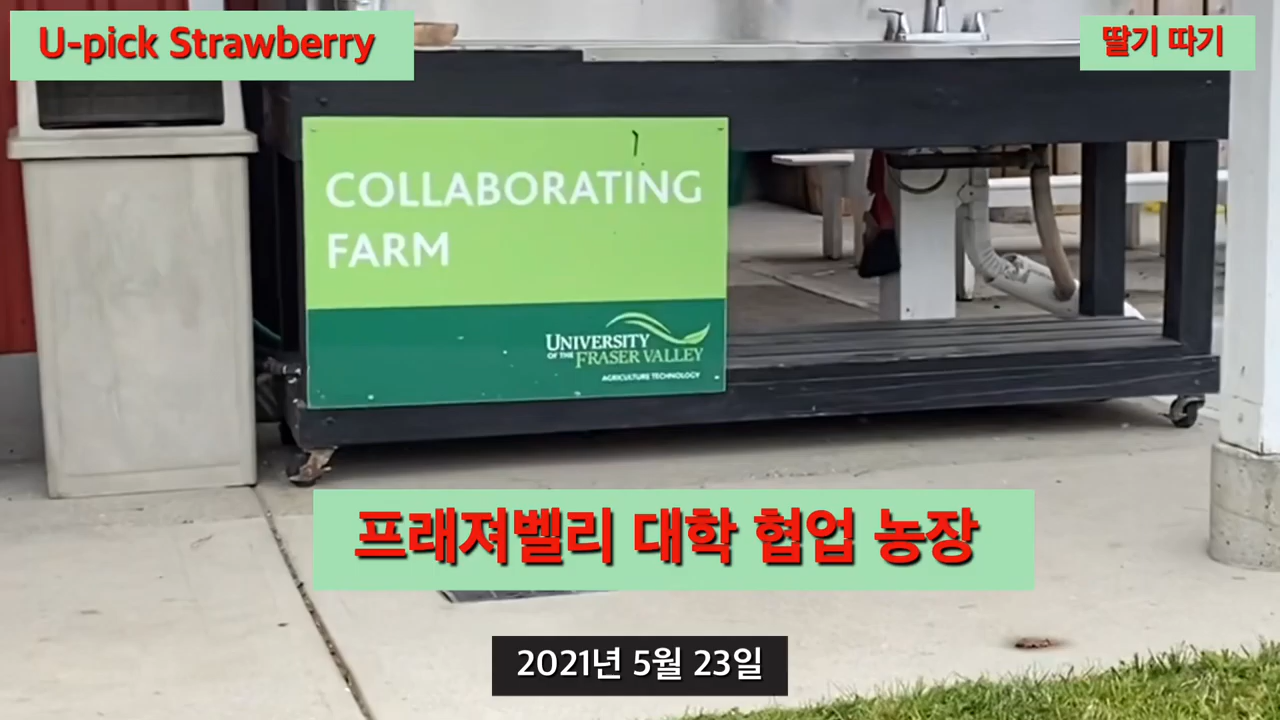 U-pick Strawberry
딸기 따기
COLLABORATING
FARM
UNIVERSITY
OF THE FRASER VALLEY
AGRICULTURE TECHNOLOGY
프래져벨리 대학 협업 농장
2021년 5월 23일